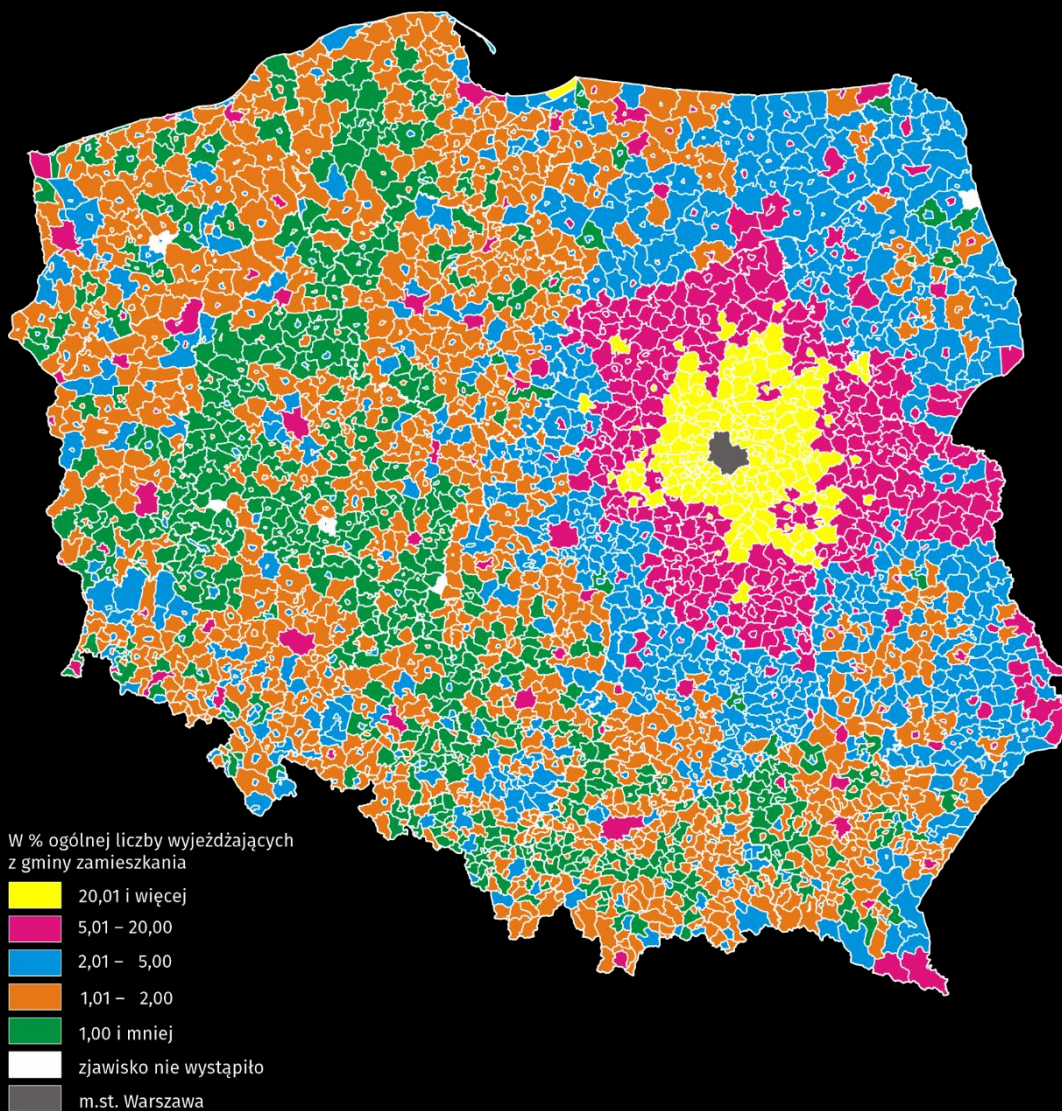 W % ogólnej liczby wyjeżdżających
z gminy zamieszkania
20,01 i więcej
5,01 – 20,00
2,01 – 5,00
1,01 – 2,00
1,00 i mniej
zjawisko nie wystąpiło
m.st. Warszawa